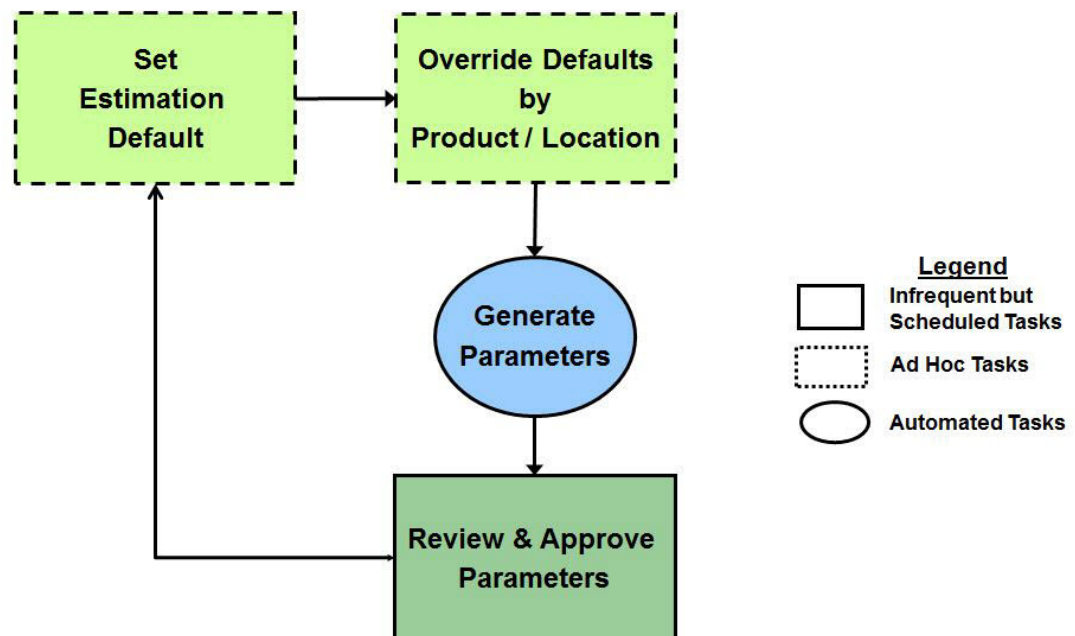 Set
Estimation
Default
Override Defaults
by
Product / Location
Generate
Parameters
Review & Approve
Parameters
Legend
Infrequent but
Scheduled Tasks
Ad Hoc Tasks
Automated Tasks